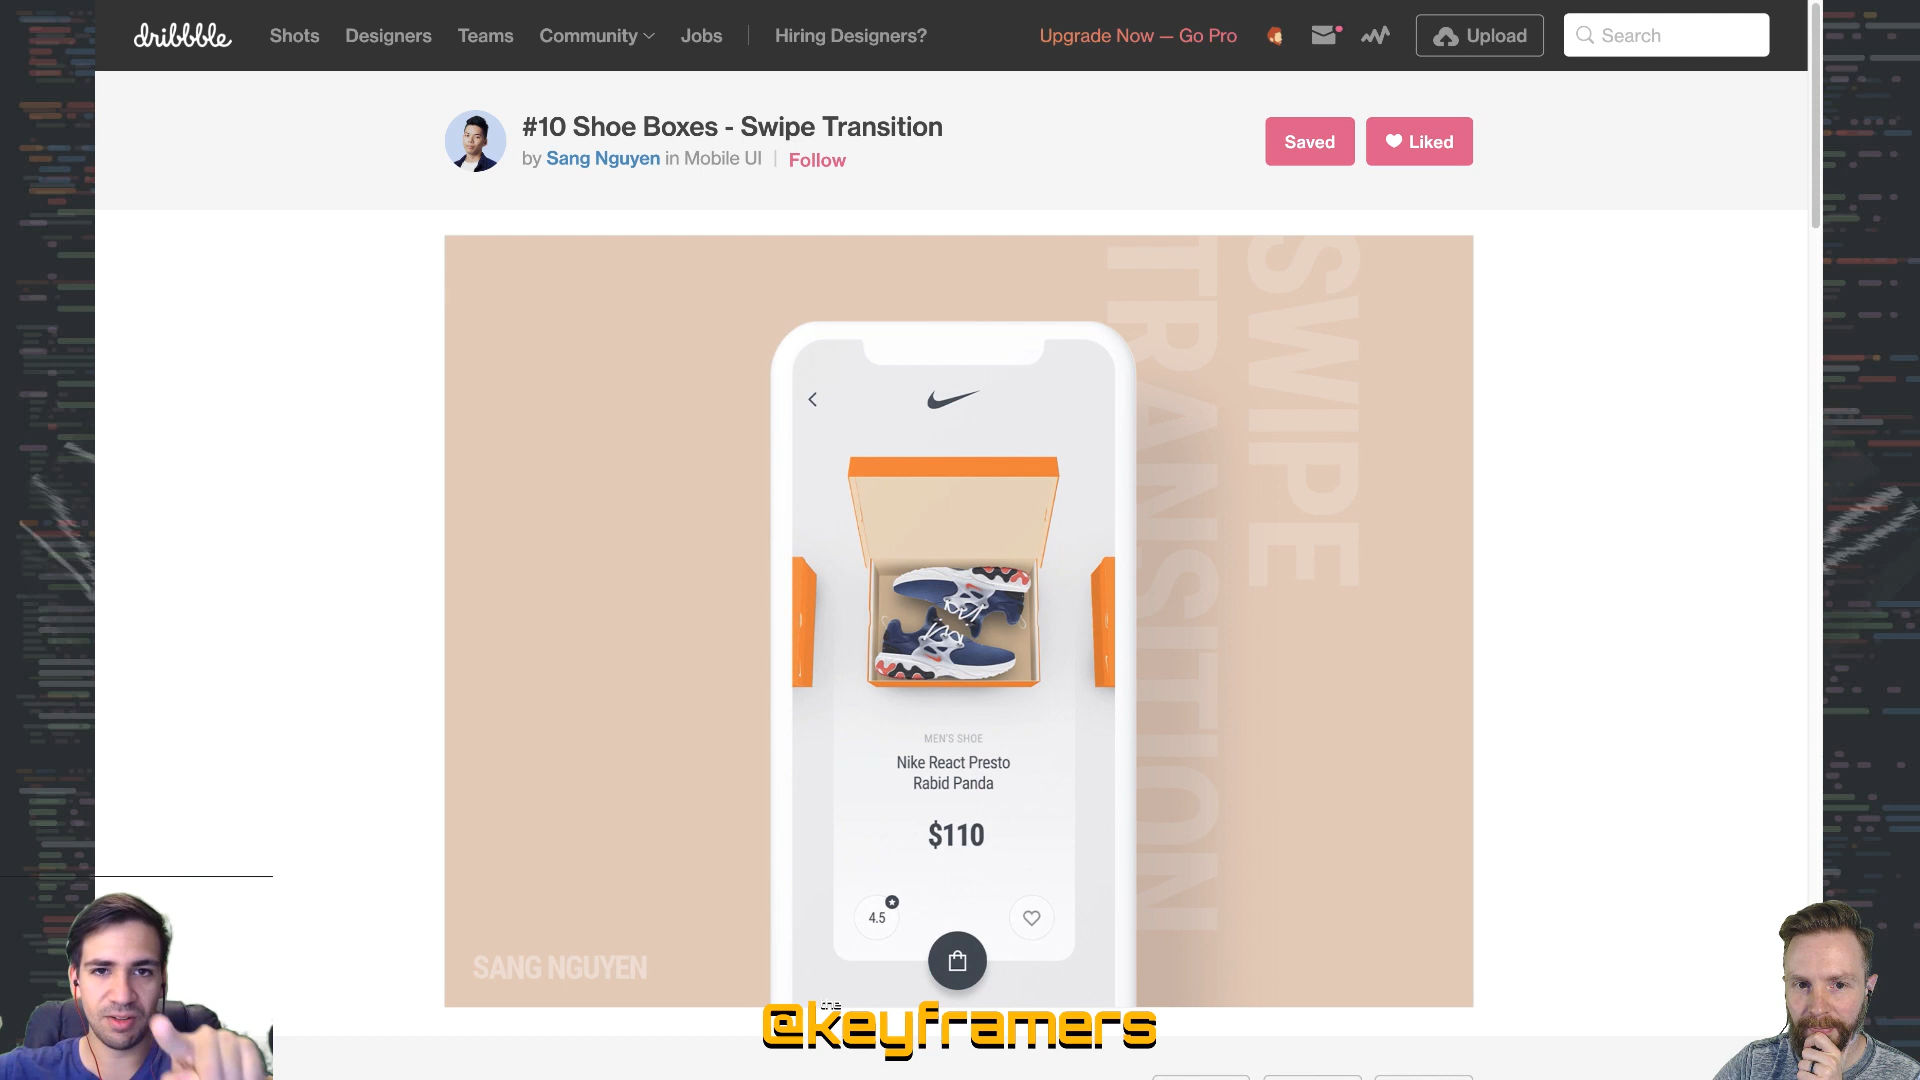 dribbble Shots Designers Teams Community Jobs Hiring Designers? Upgrade Now — Go Pro Upload Search
#10 Shoe Boxes - Swipe Transition
by Sang Nguyen in Mobile UI Follow
Saved Liked
SWIPE
TRANSITION
MEN'S SHOE
Nike React Presto
Rabid Panda
$110
4.5
SANG NGUYEN
the
@keyframers